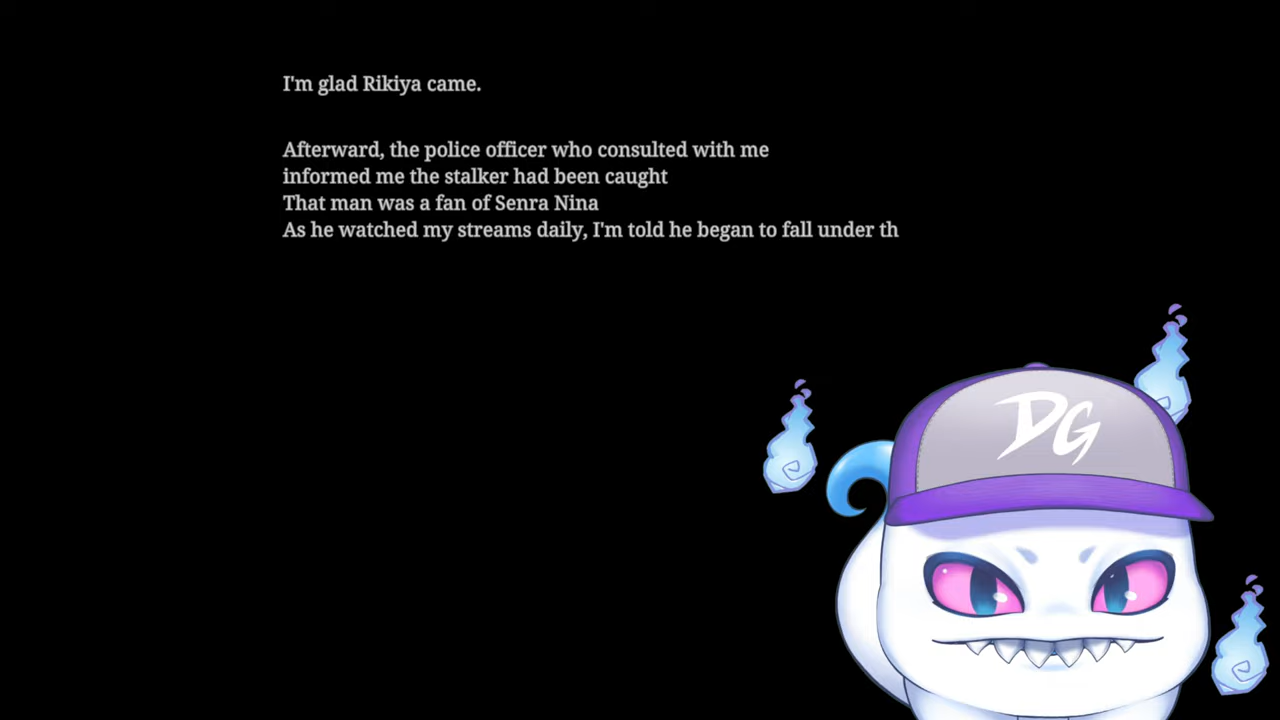 I'm glad Rikiya came.
Afterward, the police officer who consulted with me
informed me the stalker had been caught
That man was a fan of Senra Nina
As he watched my streams daily, I'm told he began to fall under th
DG